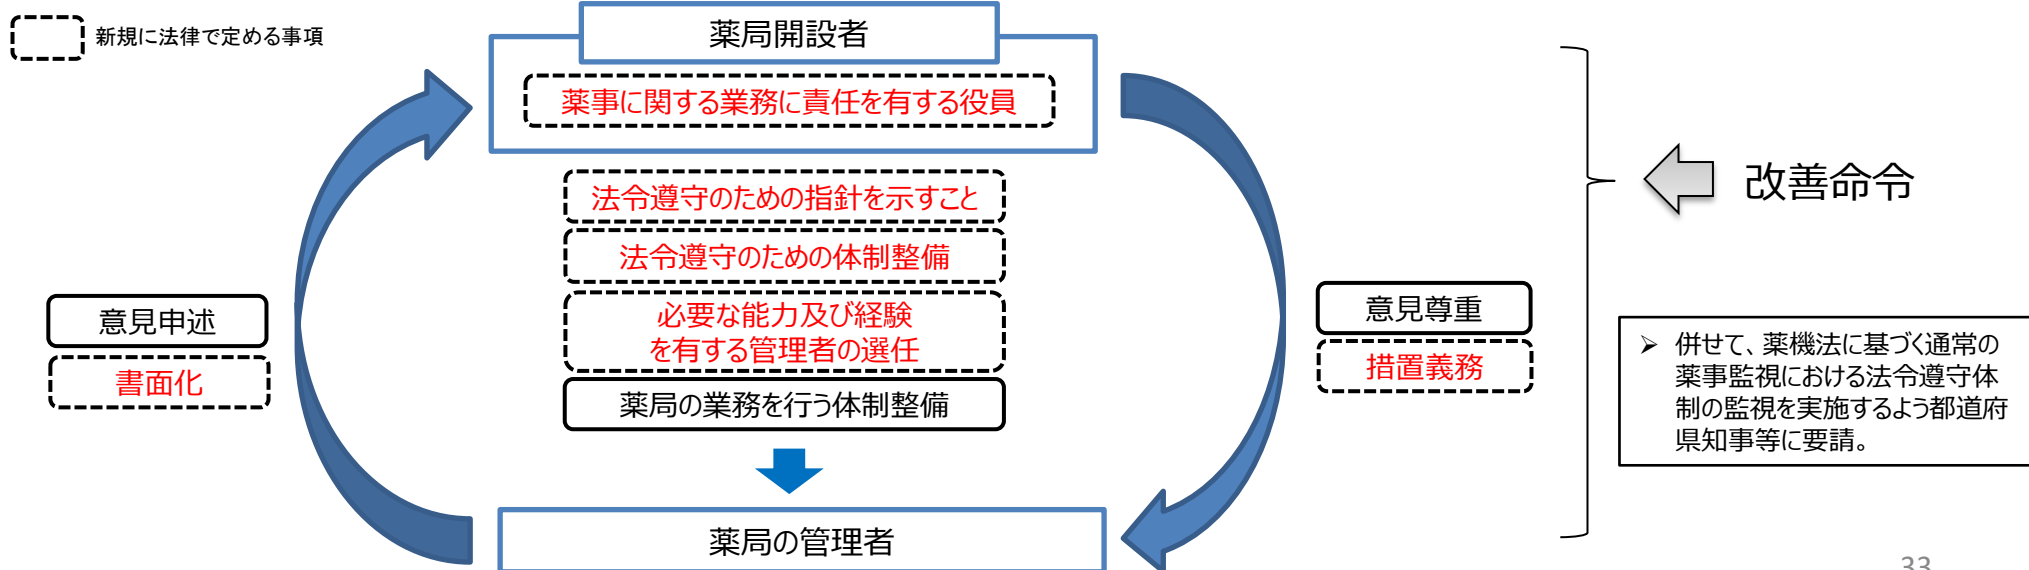 新規に法律で定める事項
薬局開設者
薬事に関する業務に責任を有する役員
法令遵守のための指針を示すこと
法令遵守のための体制整備
必要な能力及び経験
を有する管理者の選任
薬局の業務を行う体制整備
薬局の管理者
意見申述
書面化
意見尊重
措置義務
改善命令
➢ 併せて、薬機法に基づく通常の
薬事監視における法令遵守体
制の監視を実施するよう都道府
県知事等に要請。
33